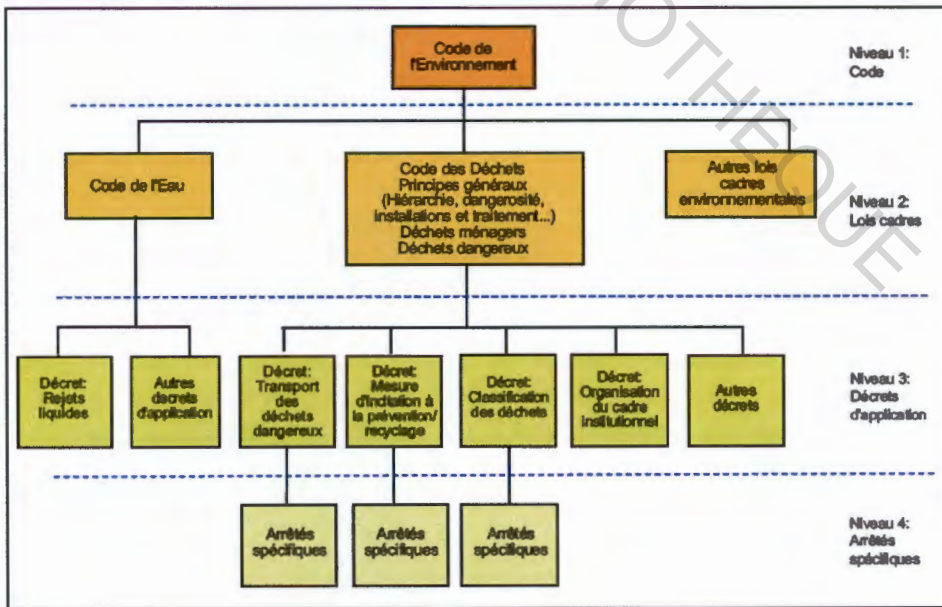 Code de
l'Environnement
Niveau 1:
Code
Code de l'Eau
Code des Déchets
Principes généraux
(Hiérarchie, dangerosité,
installations et traitement...)
Déchets ménagers
Déchets dangereux
Autres lois
cadres
environnementales
Niveau 2:
Lois cadres
Décret:
Rejets
liquides
Autres
decrets
d'application
Décret:
Transport
des
déchets
dangereux
Décret:
Mesure
d'incitation à
la prévention/
recyclage
Décret:
Classification
des déchets
Décret:
Organisation
du cadre
institutionnel
Autres
décrets
Niveau 3:
Décrets
d'application
Arrêtés
spécifiques
Arrêtés
spécifiques
Arrêtés
spécifiques
Niveau 4:
Arrêtés
spécifiques
OTHEQUE